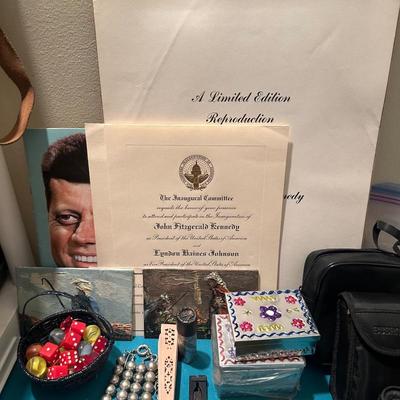 A Limited Edition
Reproduction
The Inaugural Committee
requests the honor of your presence
to attend and participate in the Inauguration of
John Fitzgerald Kennedy
as President of the United States of America
and
Lyndon Baines Johnson
as Vice President of the United States of America